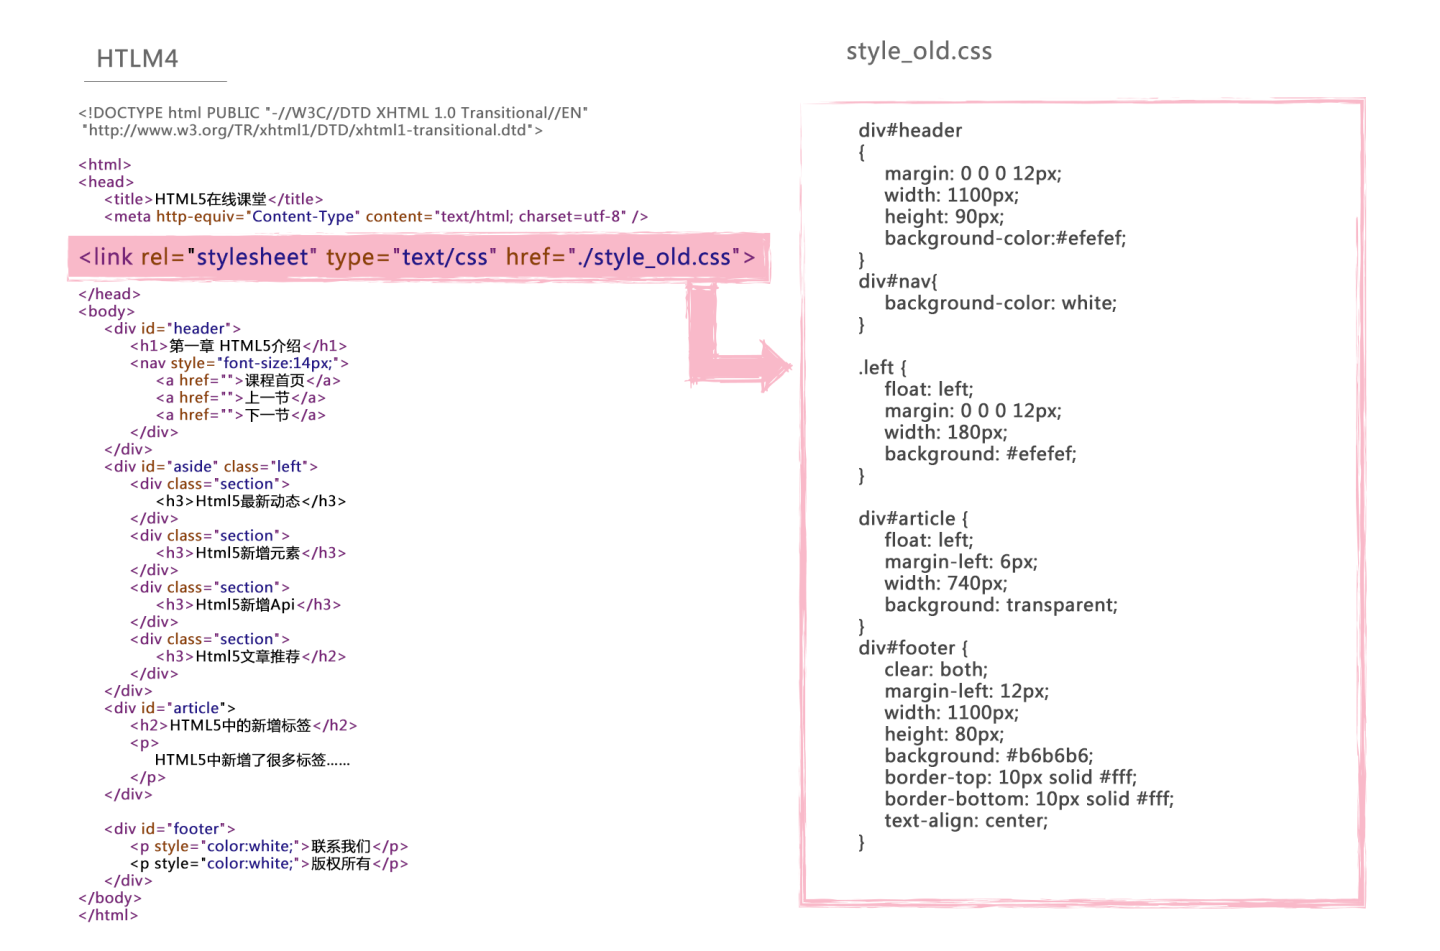 HTLM4
<!DOCTYPE html PUBLIC "-//W3C//DTD XHTML 1.0 Transitional//EN"
"http://www.w3.org/TR/xhtml1/DTD/xhtml1-transitional.dtd">
<html>
<head>
<title>HTML5在线课堂</title>
<meta http-equiv="Content-Type" content="text/html; charset=utf-8" />
<link rel="stylesheet" type="text/css" href="./style_old.css">
</head>
<body>
<div id="header">
<h1>第一章 HTML5介绍</h1>
<nav style="font-size:14px;">
<a href="">课程首页</a>
<a href="">上一节</a>
<a href="">下一节</a>
</div>
</div>
<div id="aside" class="left">
<div class="section">
<h3>Html5最新动态</h3>
</div>
<div class="section">
<h3>Html5新增元素</h3>
</div>
<div class="section">
<h3>Html5新增Api</h3>
</div>
<div class="section">
<h3>Html5文章推荐</h2>
</div>
</div>
<div id="article">
<h2>HTML5中的新增标签</h2>
<p>
HTML5中新增了很多标签......
</p>
</div>
<div id="footer">
<p style="color:white;">联系我们</p>
<p style="color:white;">版权所有</p>
</div>
</body>
</html>
style_old.css
div#header
{
margin: 0 0 0 12px;
width: 1100px;
height: 90px;
background-color:#efefef;
}
div#nav{
background-color: white;
}
.left {
float: left;
margin: 0 0 0 12px;
width: 180px;
background: #efefef;
}
div#article {
float: left;
margin-left: 6px;
width: 740px;
background: transparent;
}
div#footer {
clear: both;
margin-left: 12px;
width: 1100px;
height: 80px;
background: #b6b6b6;
border-top: 10px solid #fff;
border-bottom: 10px solid #fff;
text-align: center;
}